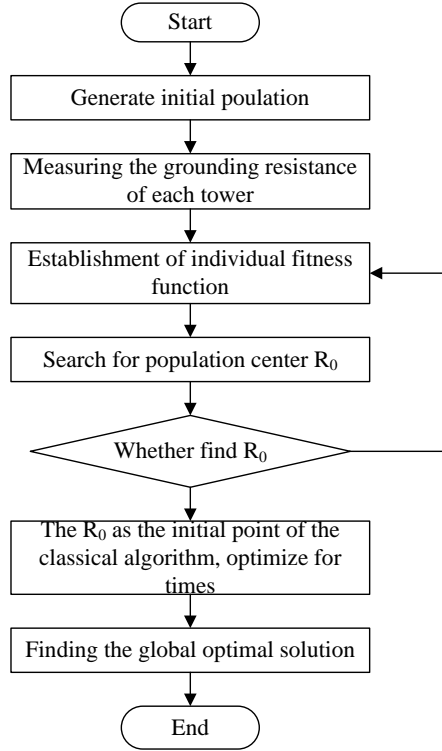 Start
Generate initial poulation
Measuring the grounding resistance
of each tower
Establishment of individual fitness
function
Search for population center R₀
Whether find R₀
The R₀ as the initial point of the
classical algorithm, optimize for
times
Finding the global optimal solution
End